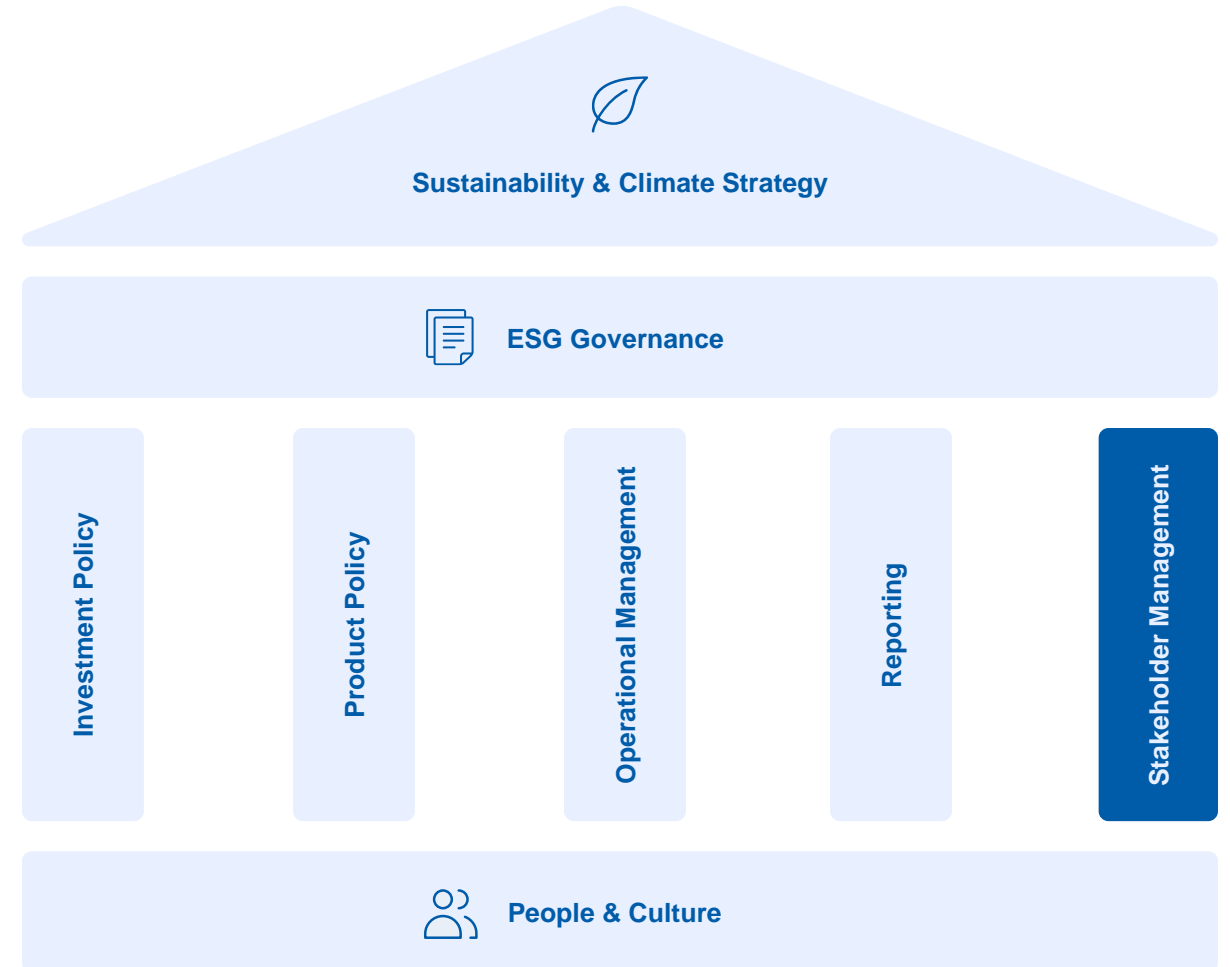 Sustainability & Climate Strategy
ESG Governance
Investment Policy
Product Policy
Operational Management
Reporting
Stakeholder Management
People & Culture